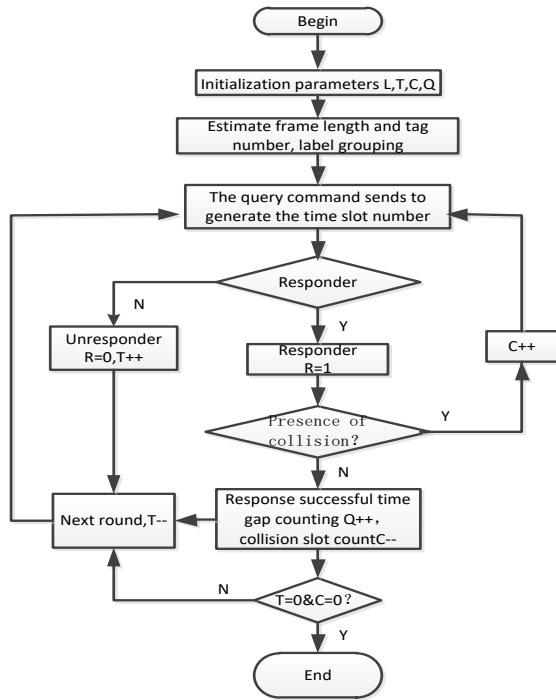 Begin
Initialization parameters L,T,C,Q
Estimate frame length and tag
number, label grouping
The query command sends to
generate the time slot number
Responder
N
Y
Unresponder
R=0,T++
Responder
R=1
C++
Presence of
collision?
Y
N
Next round,T--
Response successful time
gap counting Q++,
collision slot countC--
N
T=0&C=0?
Y
End